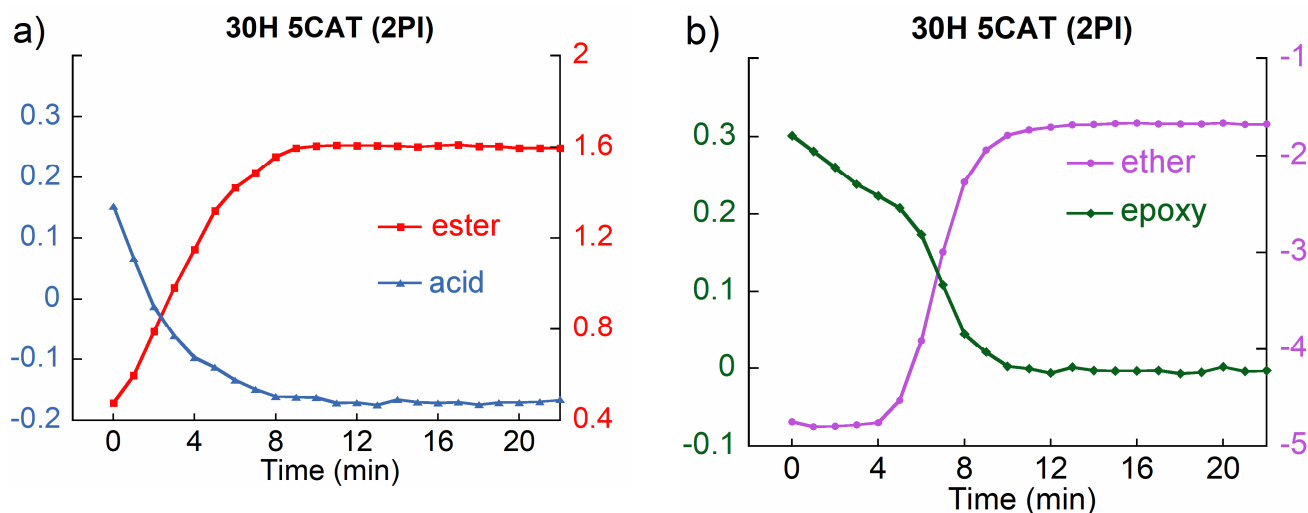 a)
30H 5CAT (2PI)
0.3
0.2
0.1
0
-0.1
-0.2
2
1.6
1.2
0.8
0.4
ester
acid
0 4 8 12 16 20
Time (min)
b)
30H 5CAT (2PI)
0.3
0.2
0.1
0
-0.1
-1
-2
-3
-4
-5
ether
epoxy
0 4 8 12 16 20
Time (min)